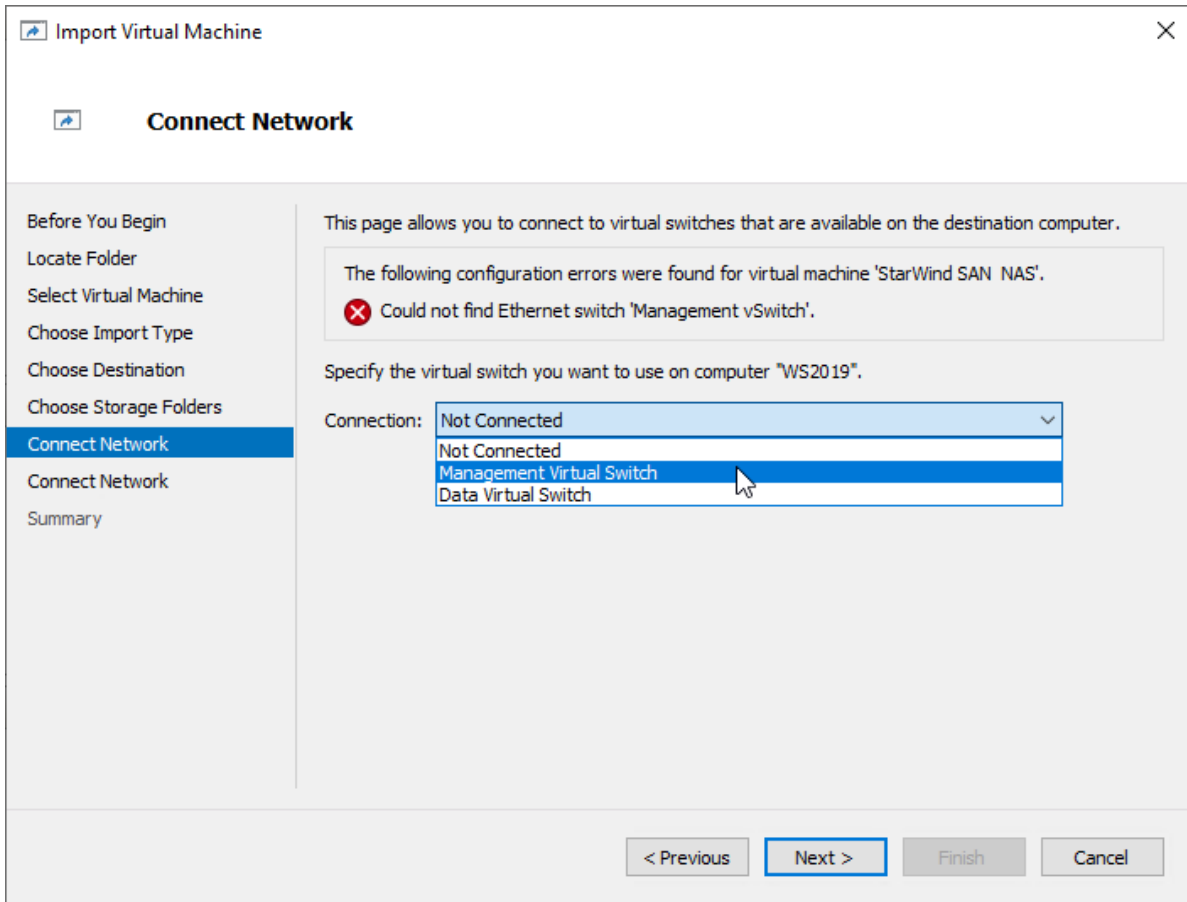 Import Virtual Machine
Connect Network
Before You Begin
Locate Folder
Select Virtual Machine
Choose Import Type
Choose Destination
Choose Storage Folders
Connect Network
Connect Network
Summary
This page allows you to connect to virtual switches that are available on the destination computer.
The following configuration errors were found for virtual machine 'StarWind SAN  NAS'.
Could not find Ethernet switch 'Management vSwitch'.
Specify the virtual switch you want to use on computer "WS2019".
Connection: Not Connected
Not Connected
Management Virtual Switch
Data Virtual Switch
< Previous Next > Finish Cancel